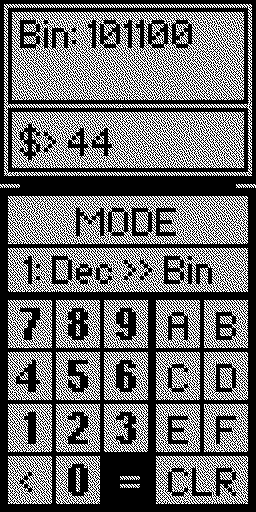 Bin: 101100
$> 44
MODE
1: Dec >> Bin
7 8 9 A B
4 5 6 C D
1 2 3 E F
< 0 = CLR